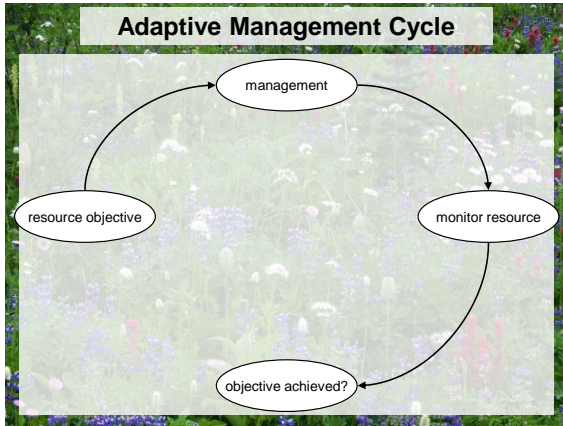 Adaptive Management Cycle
management
resource objective
monitor resource
objective achieved?